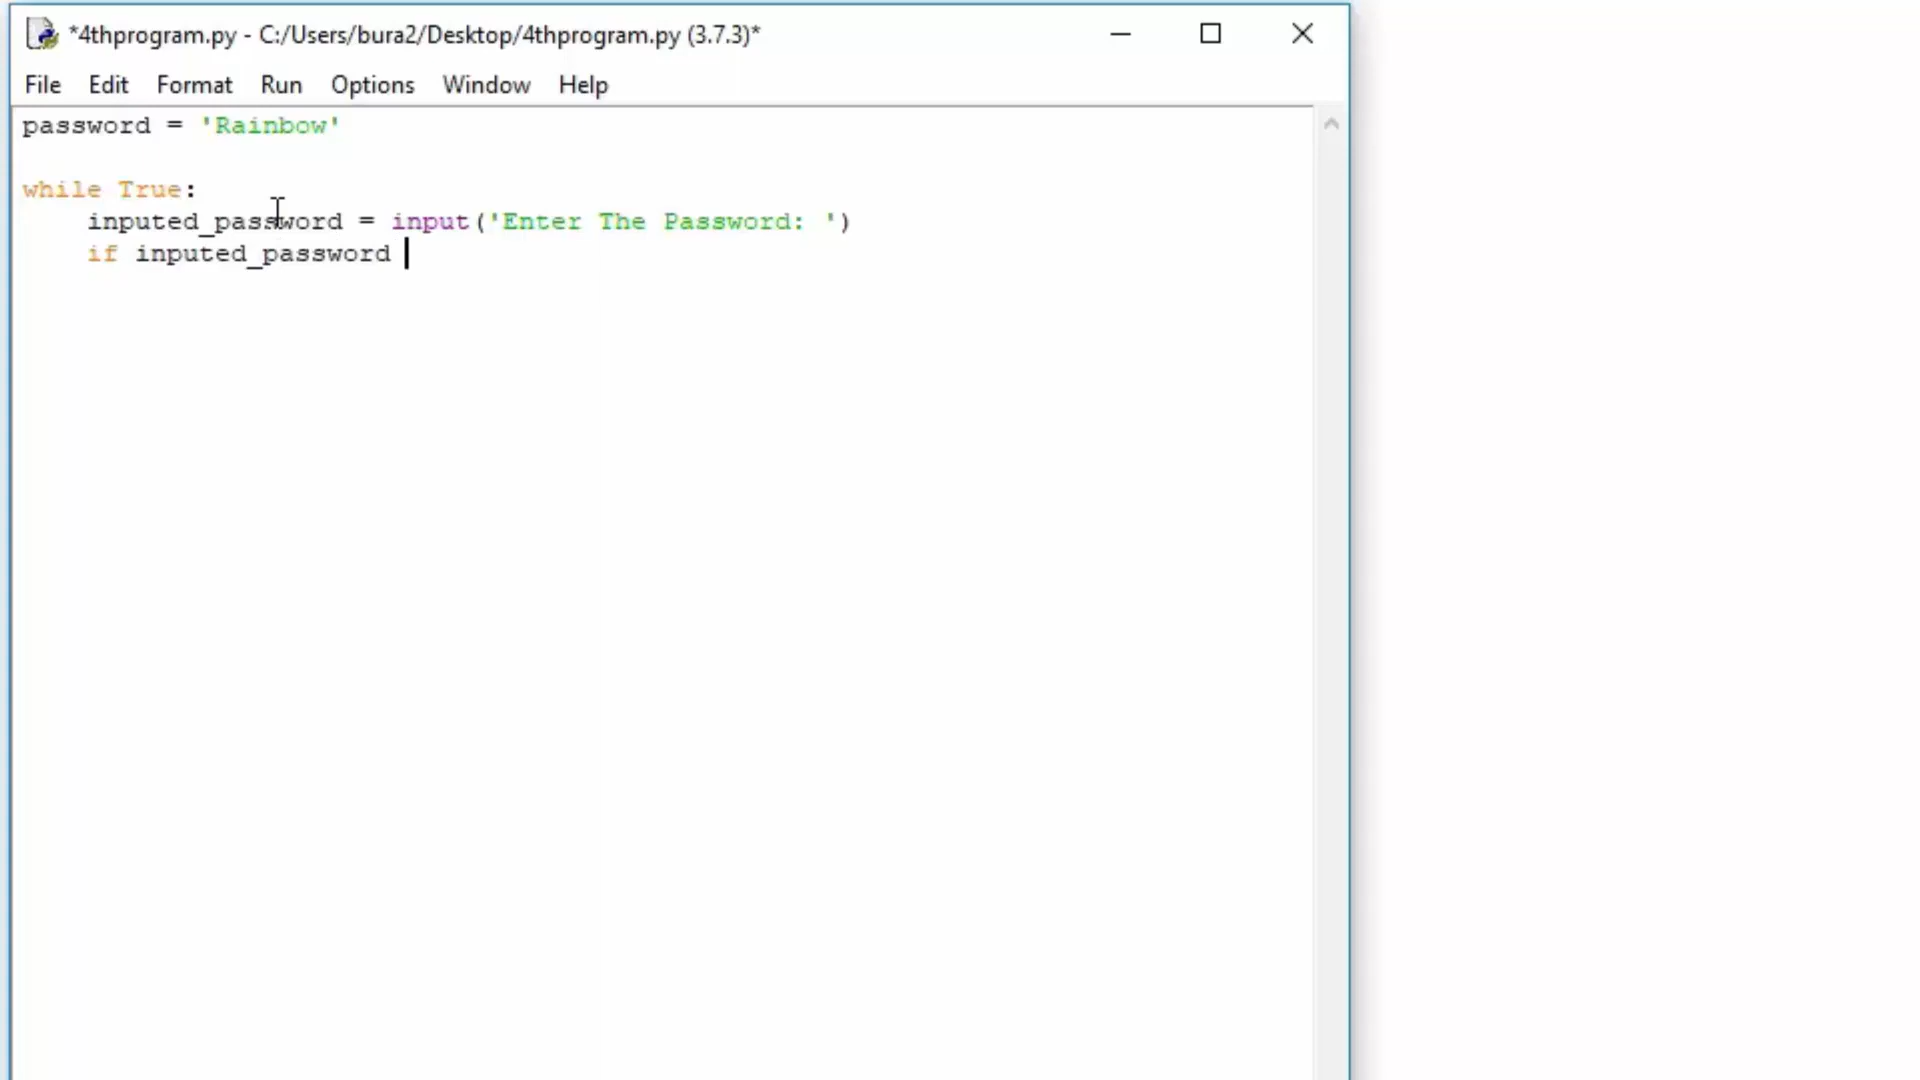 *4thprogram.py - C:/Users/bura2/Desktop/4thprogram.py (3.7.3)*
File Edit Format Run Options Window Help
password = 'Rainbow'
while True:
    inputed_password = input('Enter The Password: ')
    if inputed_password